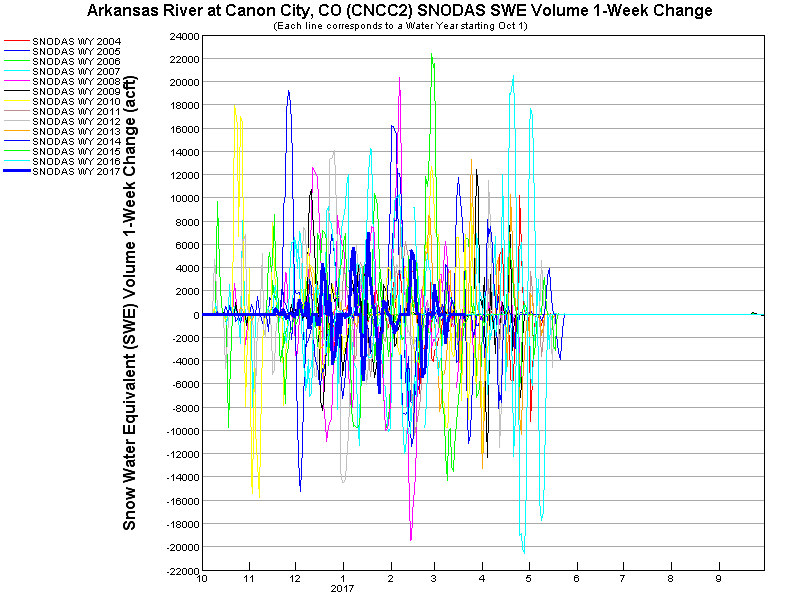 Arkansas River at Canon City, CO (CNCC2) SNODAS SWE Volume 1-Week Change
(Each line corresponds to a Water Year starting Oct 1)
SNODAS WY 2004
SNODAS WY 2005
SNODAS WY 2006
SNODAS WY 2007
SNODAS WY 2008
SNODAS WY 2009
SNODAS WY 2010
SNODAS WY 2011
SNODAS WY 2012
SNODAS WY 2013
SNODAS WY 2014
SNODAS WY 2015
SNODAS WY 2016
SNODAS WY 2017
Snow Water Equivalent (SWE) Volume 1-Week Change (acft)
24000
22000
20000
18000
16000
14000
12000
10000
8000
6000
4000
2000
0
-2000
-4000
-6000
-8000
-10000
-12000
-14000
-16000
-18000
-20000
-22000
10 11 12 1 2 3 4 5 6 7 8 9
2017